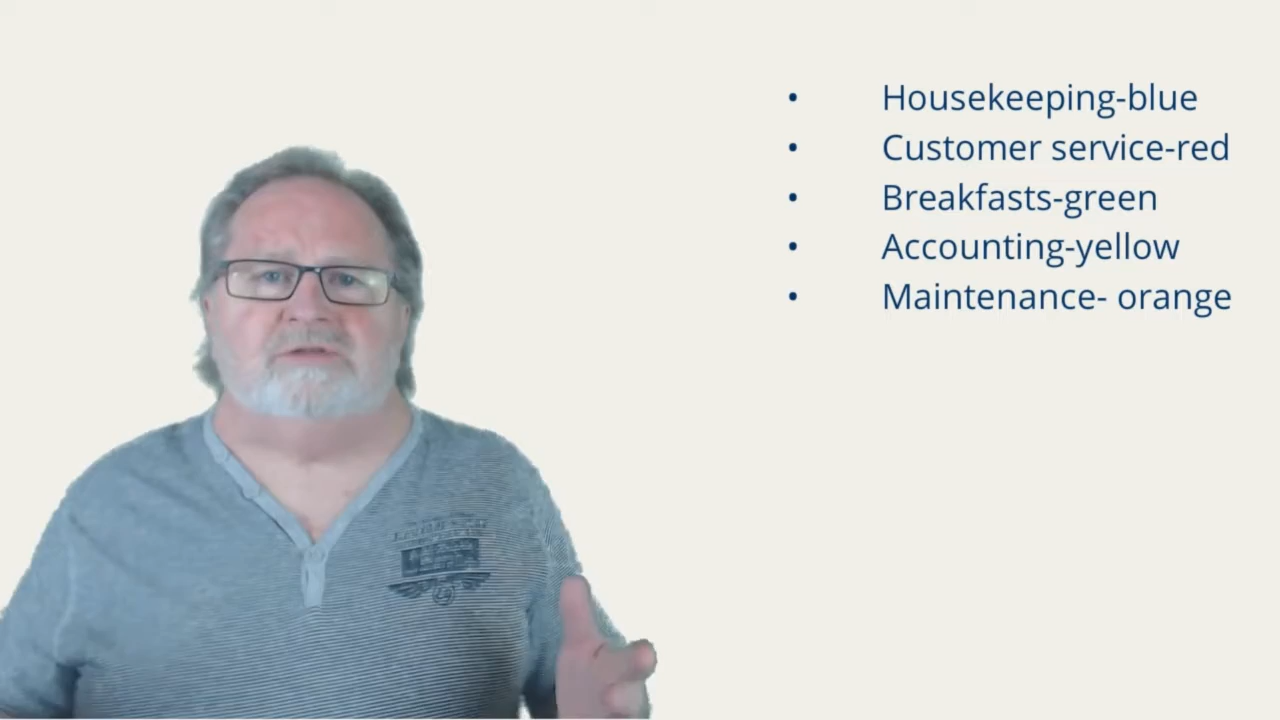 • Housekeeping-blue
• Customer service-red
• Breakfasts-green
• Accounting-yellow
• Maintenance- orange